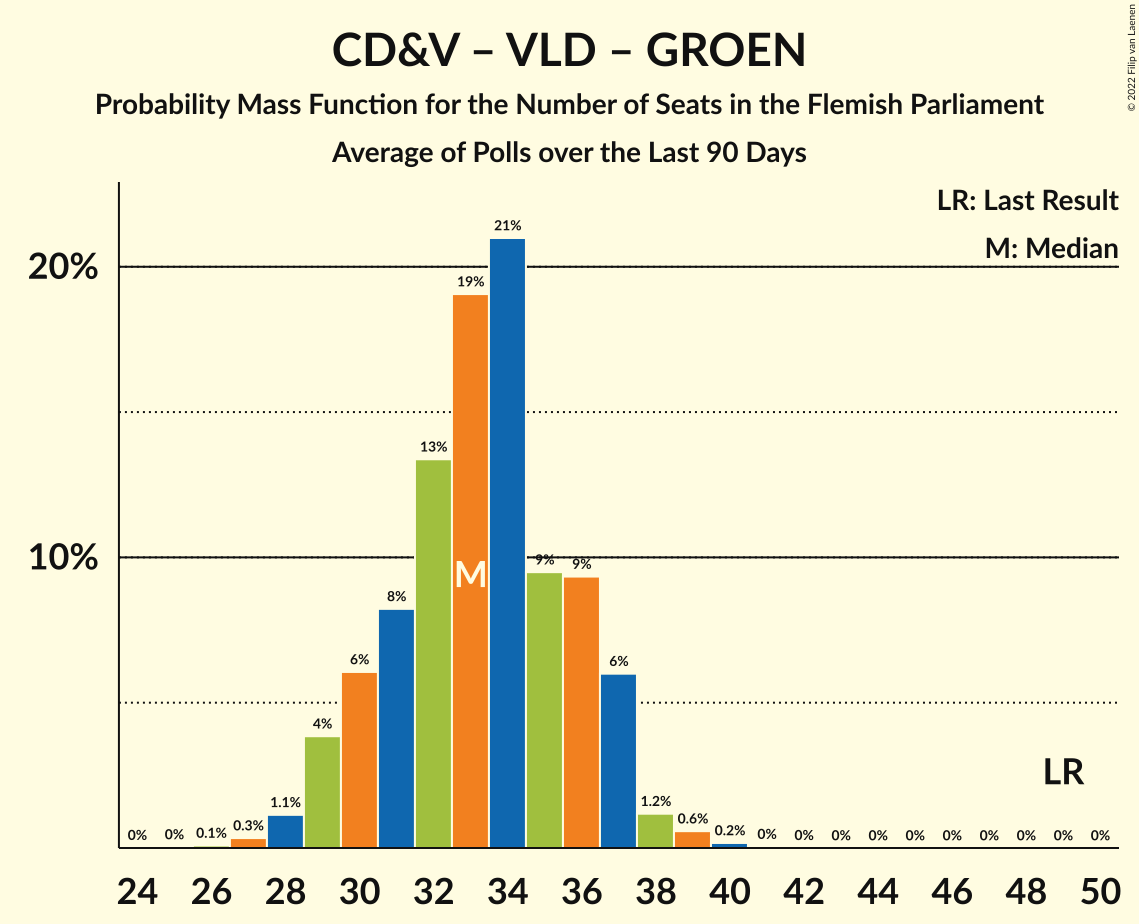 CD&V – VLD – GROEN
Probability Mass Function for the Number of Seats in the Flemish Parliament
Average of Polls over the Last 90 Days
© 2022 Filip van Laenen
LR: Last Result
M: Median
20%
10%
0% 0% 0.1% 0.3% 1.1% 4% 6% 8% 13% 19% 21% 9% 9% 6% 1.2% 0.6% 0.2% 0% 0% 0% 0% 0% 0% 0% 0% 0% 0%
M
LR
24 26 28 30 32 34 36 38 40 42 44 46 48 50